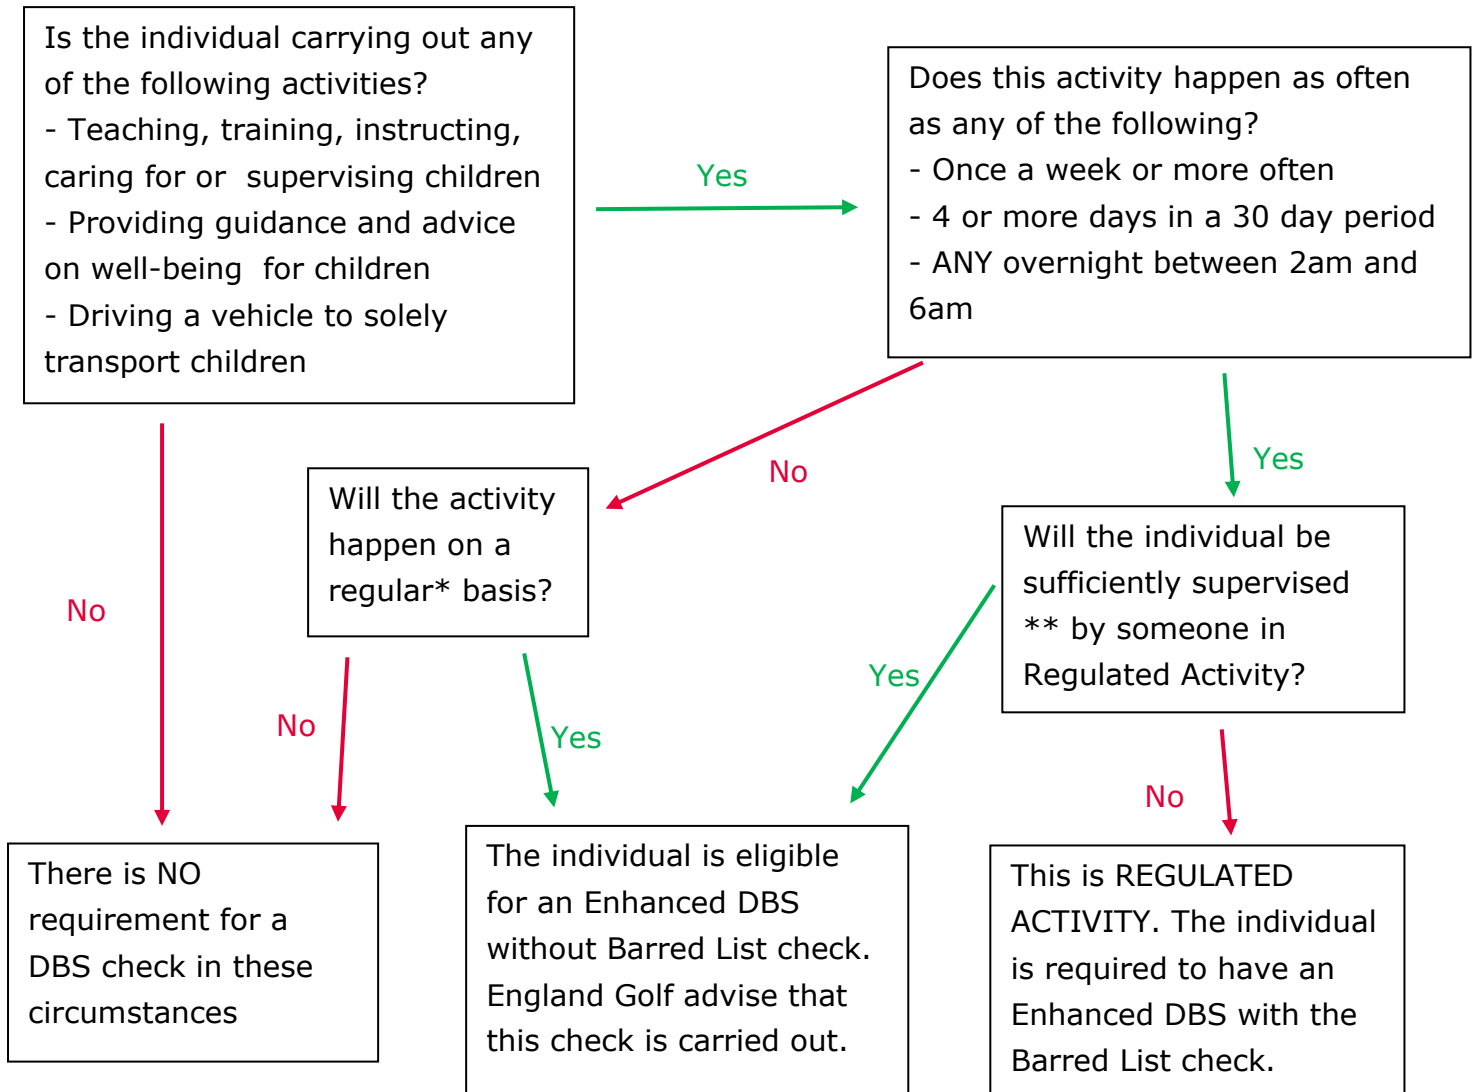 Is the individual carrying out any
of the following activities?
- Teaching, training, instructing,
caring for or  supervising children
- Providing guidance and advice
on well-being  for children
- Driving a vehicle to solely
transport children
Yes
Does this activity happen as often
as any of the following?
- Once a week or more often
- 4 or more days in a 30 day period
- ANY overnight between 2am and
6am
No
No
Will the activity
happen on a
regular* basis?
Yes
Will the individual be
sufficiently supervised
** by someone in
Regulated Activity?
No
Yes
Yes
No
There is NO
requirement for a
DBS check in these
circumstances
The individual is eligible
for an Enhanced DBS
without Barred List check.
England Golf advise that
this check is carried out.
This is REGULATED
ACTIVITY. The individual
is required to have an
Enhanced DBS with the
Barred List check.